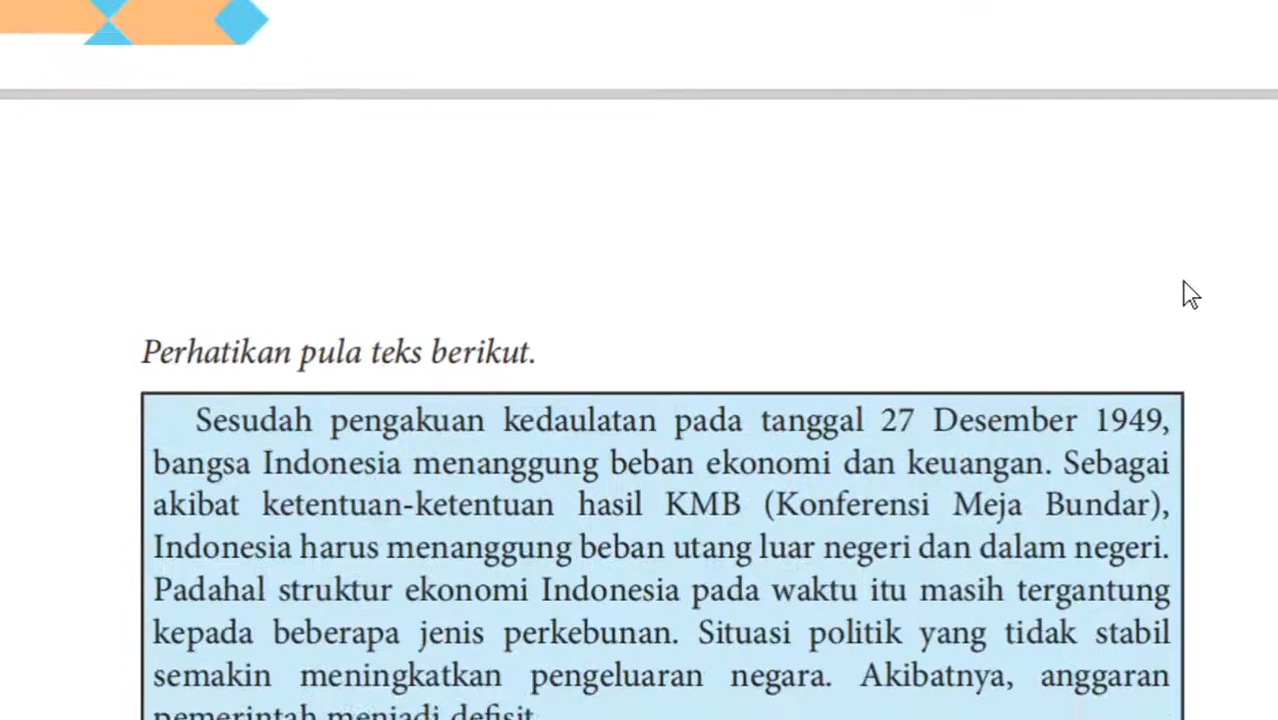 Perhatikan pula teks berikut.
Sesudah pengakuan kedaulatan pada tanggal 27 Desember 1949,
bangsa Indonesia menanggung beban ekonomi dan keuangan. Sebagai
akibat ketentuan-ketentuan hasil KMB (Konferensi Meja Bundar),
Indonesia harus menanggung beban utang luar negeri dan dalam negeri.
Padahal struktur ekonomi Indonesia pada waktu itu masih tergantung
kepada beberapa jenis perkebunan. Situasi politik yang tidak stabil
semakin meningkatkan pengeluaran negara. Akibatnya, anggaran
pemerintah menjadi defisit.